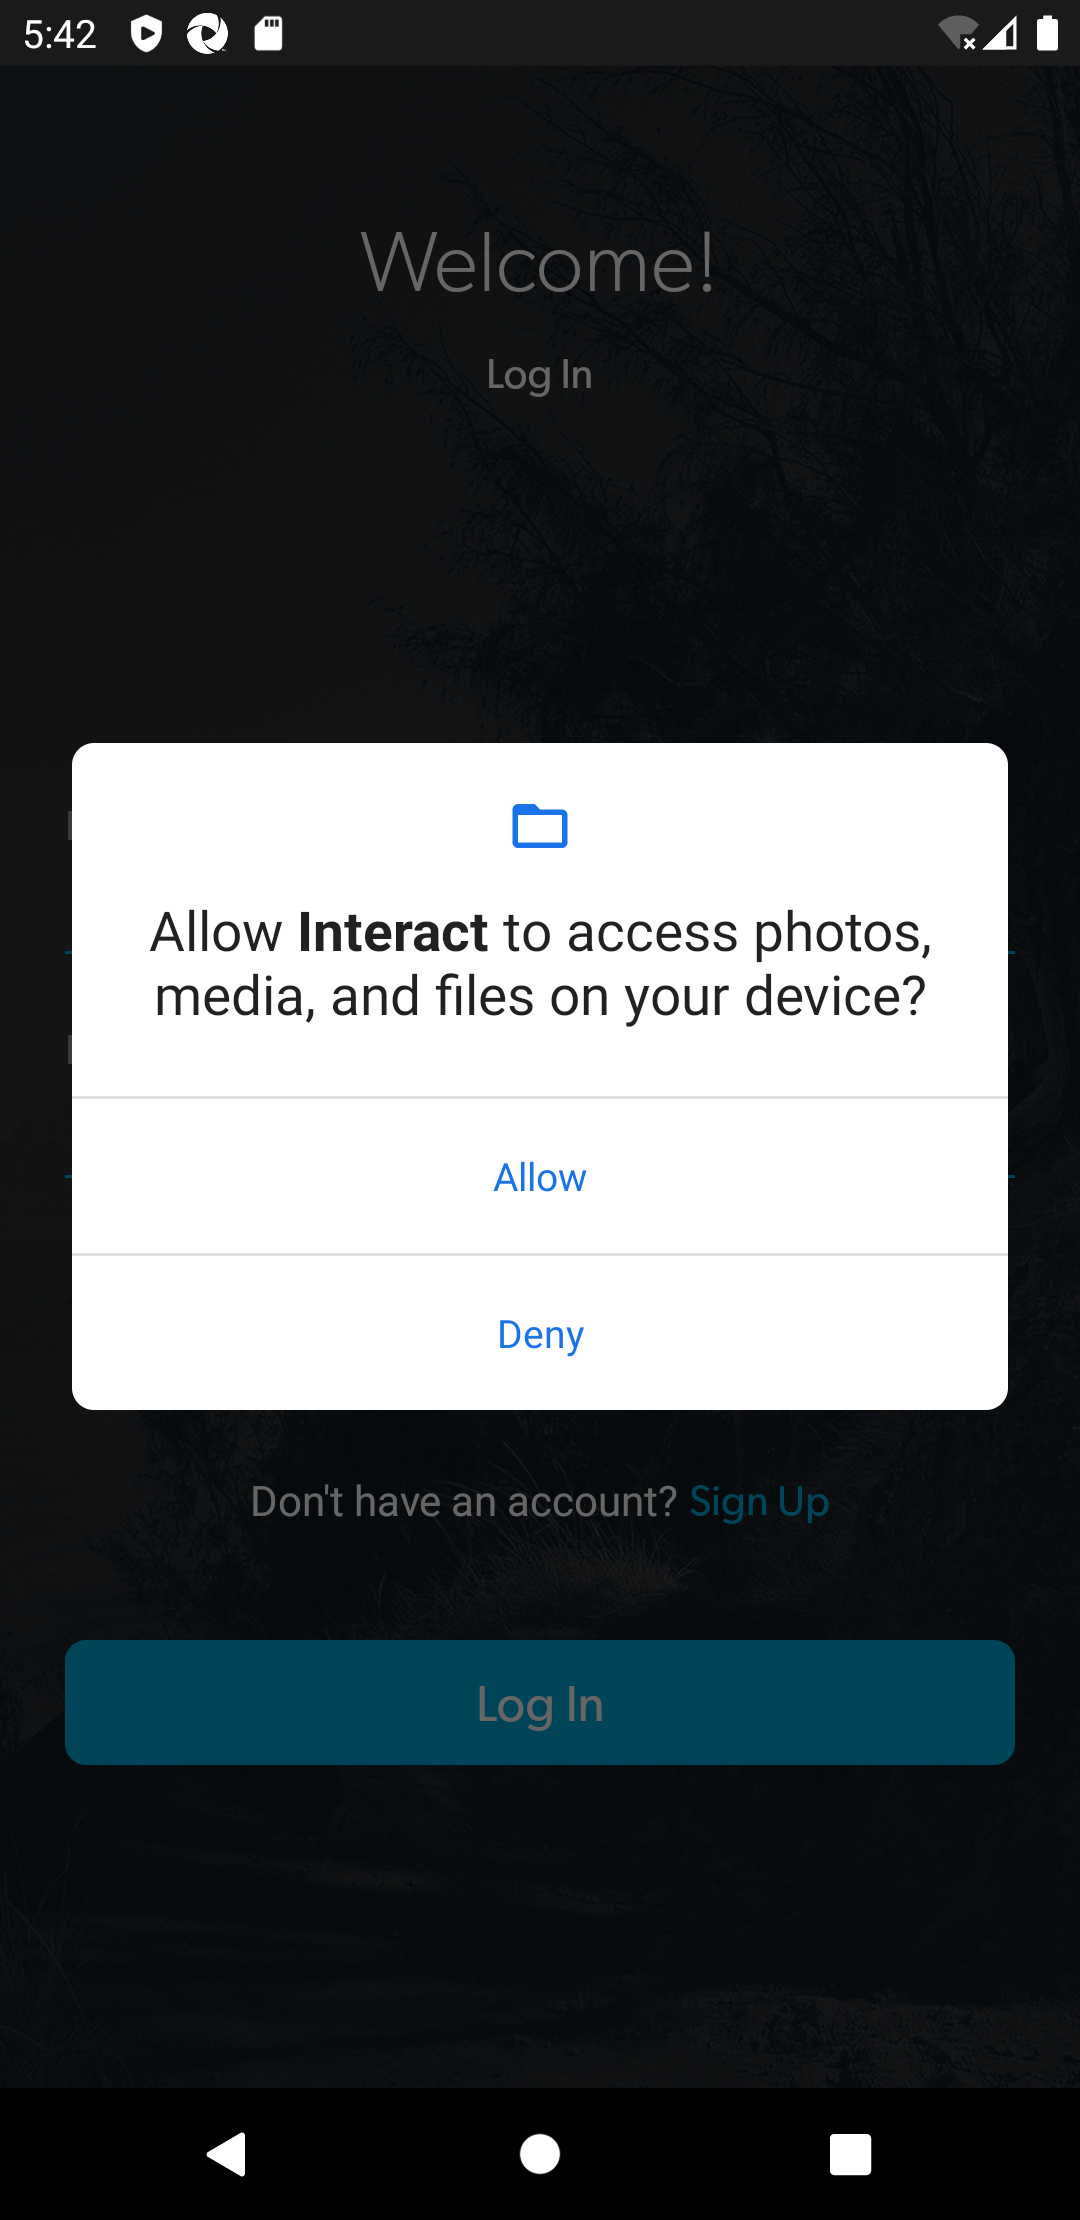 5:42
Welcome!
Log In
Allow Interact to access photos,
media, and files on your device?
Allow
Deny
Don't have an account? Sign Up
Log In